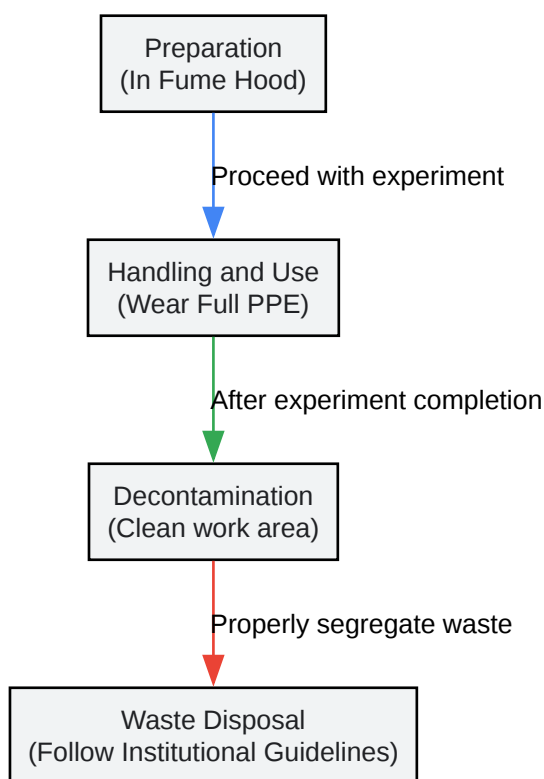 Preparation
(In Fume Hood)
Proceed with experiment
Handling and Use
(Wear Full PPE)
After experiment completion
Decontamination
(Clean work area)
Properly segregate waste
Waste Disposal
(Follow Institutional Guidelines)